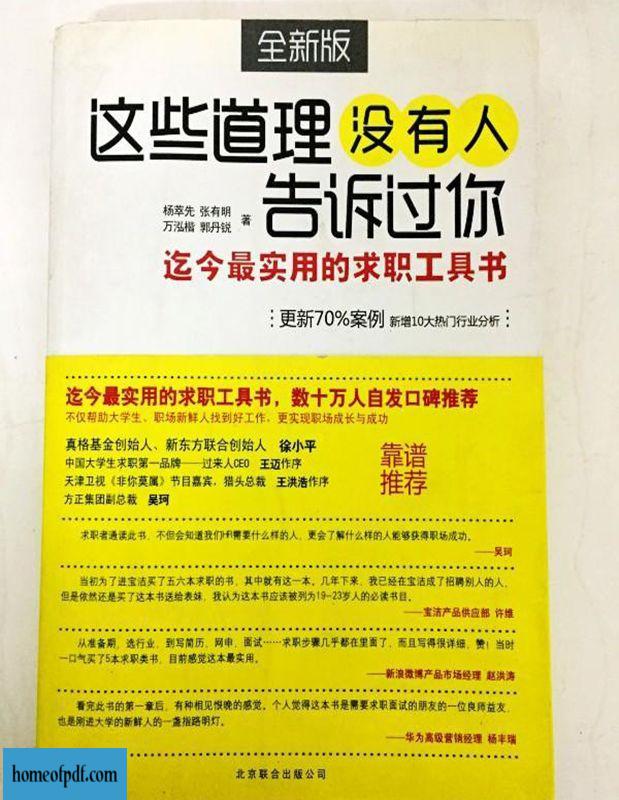 全新版
这些道理没有人
告诉过你
杨萃先 张有明
万泓楷 郭丹锐 著
迄今最实用的求职工具书
更新70%案例 新增10大热门行业分析
迄今最实用的求职工具书，数十万人自发口碑推荐
不仅帮助大学生、职场新鲜人找到好工作，更实现职场成长与成功
真格基金创始人、新东方联合创始人 徐小平
中国大学生求职第一品牌——过来人CEO 王迈作序
天津卫视《非你莫属》节目嘉宾，猎头总裁 王洪浩作序
方正集团副总裁 吴珂
靠谱
推荐
求职者通读此书，不但会知道我们HR需要什么样的人，更会了解什么样的人能够获得职场成功。
——吴珂
当初为了进宝洁买了五六本求职的书，其中就有这一本。几年下来，我已经在宝洁成了招聘别人的人，
但是依然还是买了这本书送给表妹，我认为这本书应该被列为19-23岁人的必读书目。
——宝洁产品供应部 许维
从准备期，选行业，到写简历，网申，面试……求职步骤几乎都在里面了，而且写得很详细，赞！当时
一口气买了5本求职类书，目前感觉这本最实用。
——新浪微博产品市场经理 赵洪涛
看完此书的第一章后，有种相见恨晚的感觉。个人觉得这本书是需要求职面试的朋友的一位良师益友，
也是刚进大学的新鲜人的一盏指路明灯。
——华为高级营销经理 杨丰瑞
北京联合出版公司
homeofpdf.com